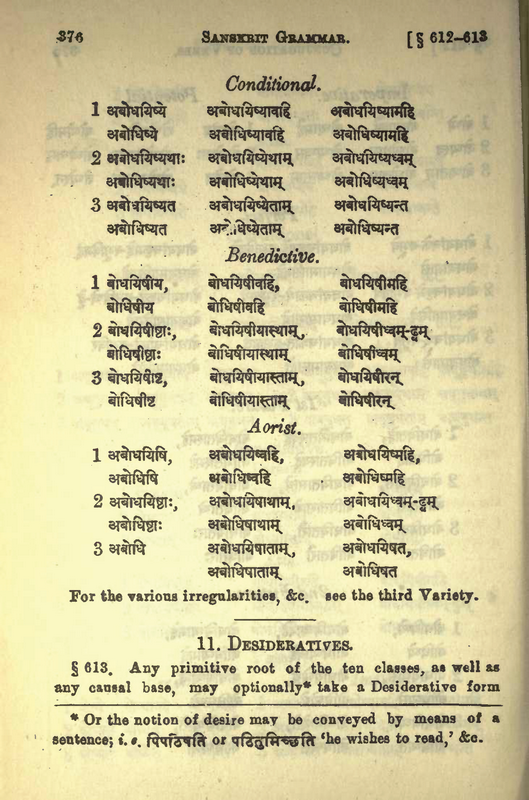 376 SANSKRIT GRAMMAR. [§ 612-613
Conditional.
1 अबोधयिष्ये अबोधयिष्यावहि अबोधयिष्यामहि
अबोधिष्ये अबोधिष्यावहि अबोधिष्यामहि
2 अबोधयिष्यथाः अबोधयिष्येथाम् अबोधयिष्यध्वम्
अबोधिष्यथाः अबोधिष्येथाम् अबोधिष्यध्वम्
3 अबोधयिष्यत अबोधयिष्येताम् अबोधयिष्यन्त
अबोधिष्यत अबोधिष्येताम् अबोधिष्यन्त
Benedictive.
1 बोधयिषीय, बोधयिषीवहि, बोधयिषीमहि
बोधिषीय बोधिषीवहि बोधिषीमहि
2 बोधयिषीष्ठाः, बोधयिषीयास्थाम्, बोधयिषीध्वम्-ढ्वम्
बोधिषीष्ठाः बोधिषीयास्थाम् बोधिषीध्वम्
3 बोधयिषीष्ट, बोधयिषीयास्ताम्, बोधयिषीरन्
बोधिषीष्ट बोधिषीयास्ताम् बोधिषीरन्
Aorist.
1 अबोधयिषि, अबोधयिष्वहि, अबोधयिष्महि,
अबोधिषि अबोधिष्वहि अबोधिष्महि
2 अबोधयिष्ठाः, अबोधयिषाथाम्, अबोधयिध्वम्-ढ्वम्
अबोधिष्ठाः अबोधिषाथाम् अबोधिध्वम्
3 अबोधि अबोधयिषाताम्, अबोधयिषत,
अबोधिषाताम् अबोधिषत
For the various irregularities, &c. see the third Variety.
11. DESIDERATIVES.
§ 613. Any primitive root of the ten classes, as well as
any causal base, may optionally* take a Desiderative form
* Or the notion of desire may be conveyed by means of a
sentence; i. e. पिपठिषति or पठितुमिच्छति 'he wishes to read,' &c.